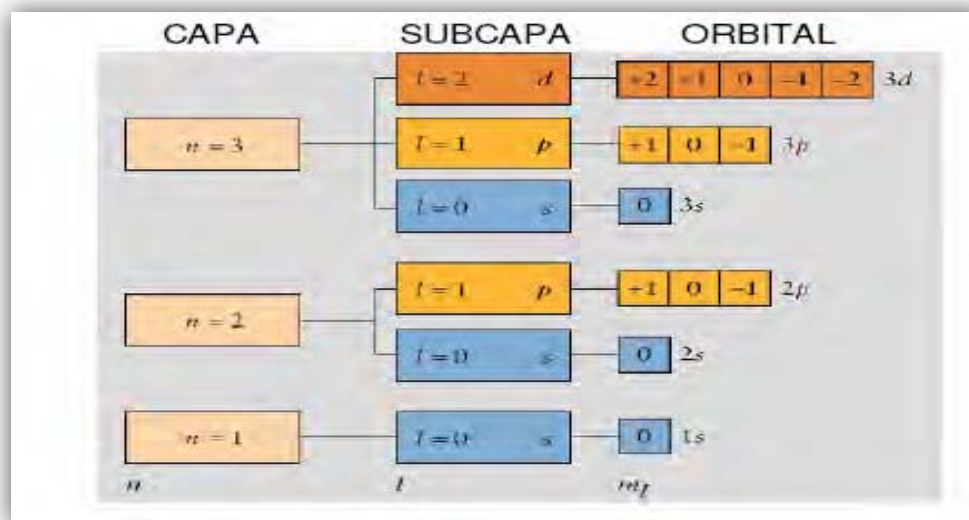 CAPA SUBCAPA ORBITAL
l = 2 d +2 +1 0 -1 -2 3d
n = 3 l = 1 p +1 0 -1 3p
l = 0 s 0 3s
l = 1 p +1 0 -1 2p
n = 2
l = 0 s 0 2s
n = 1 l = 0 s 0 1s
n l m_l